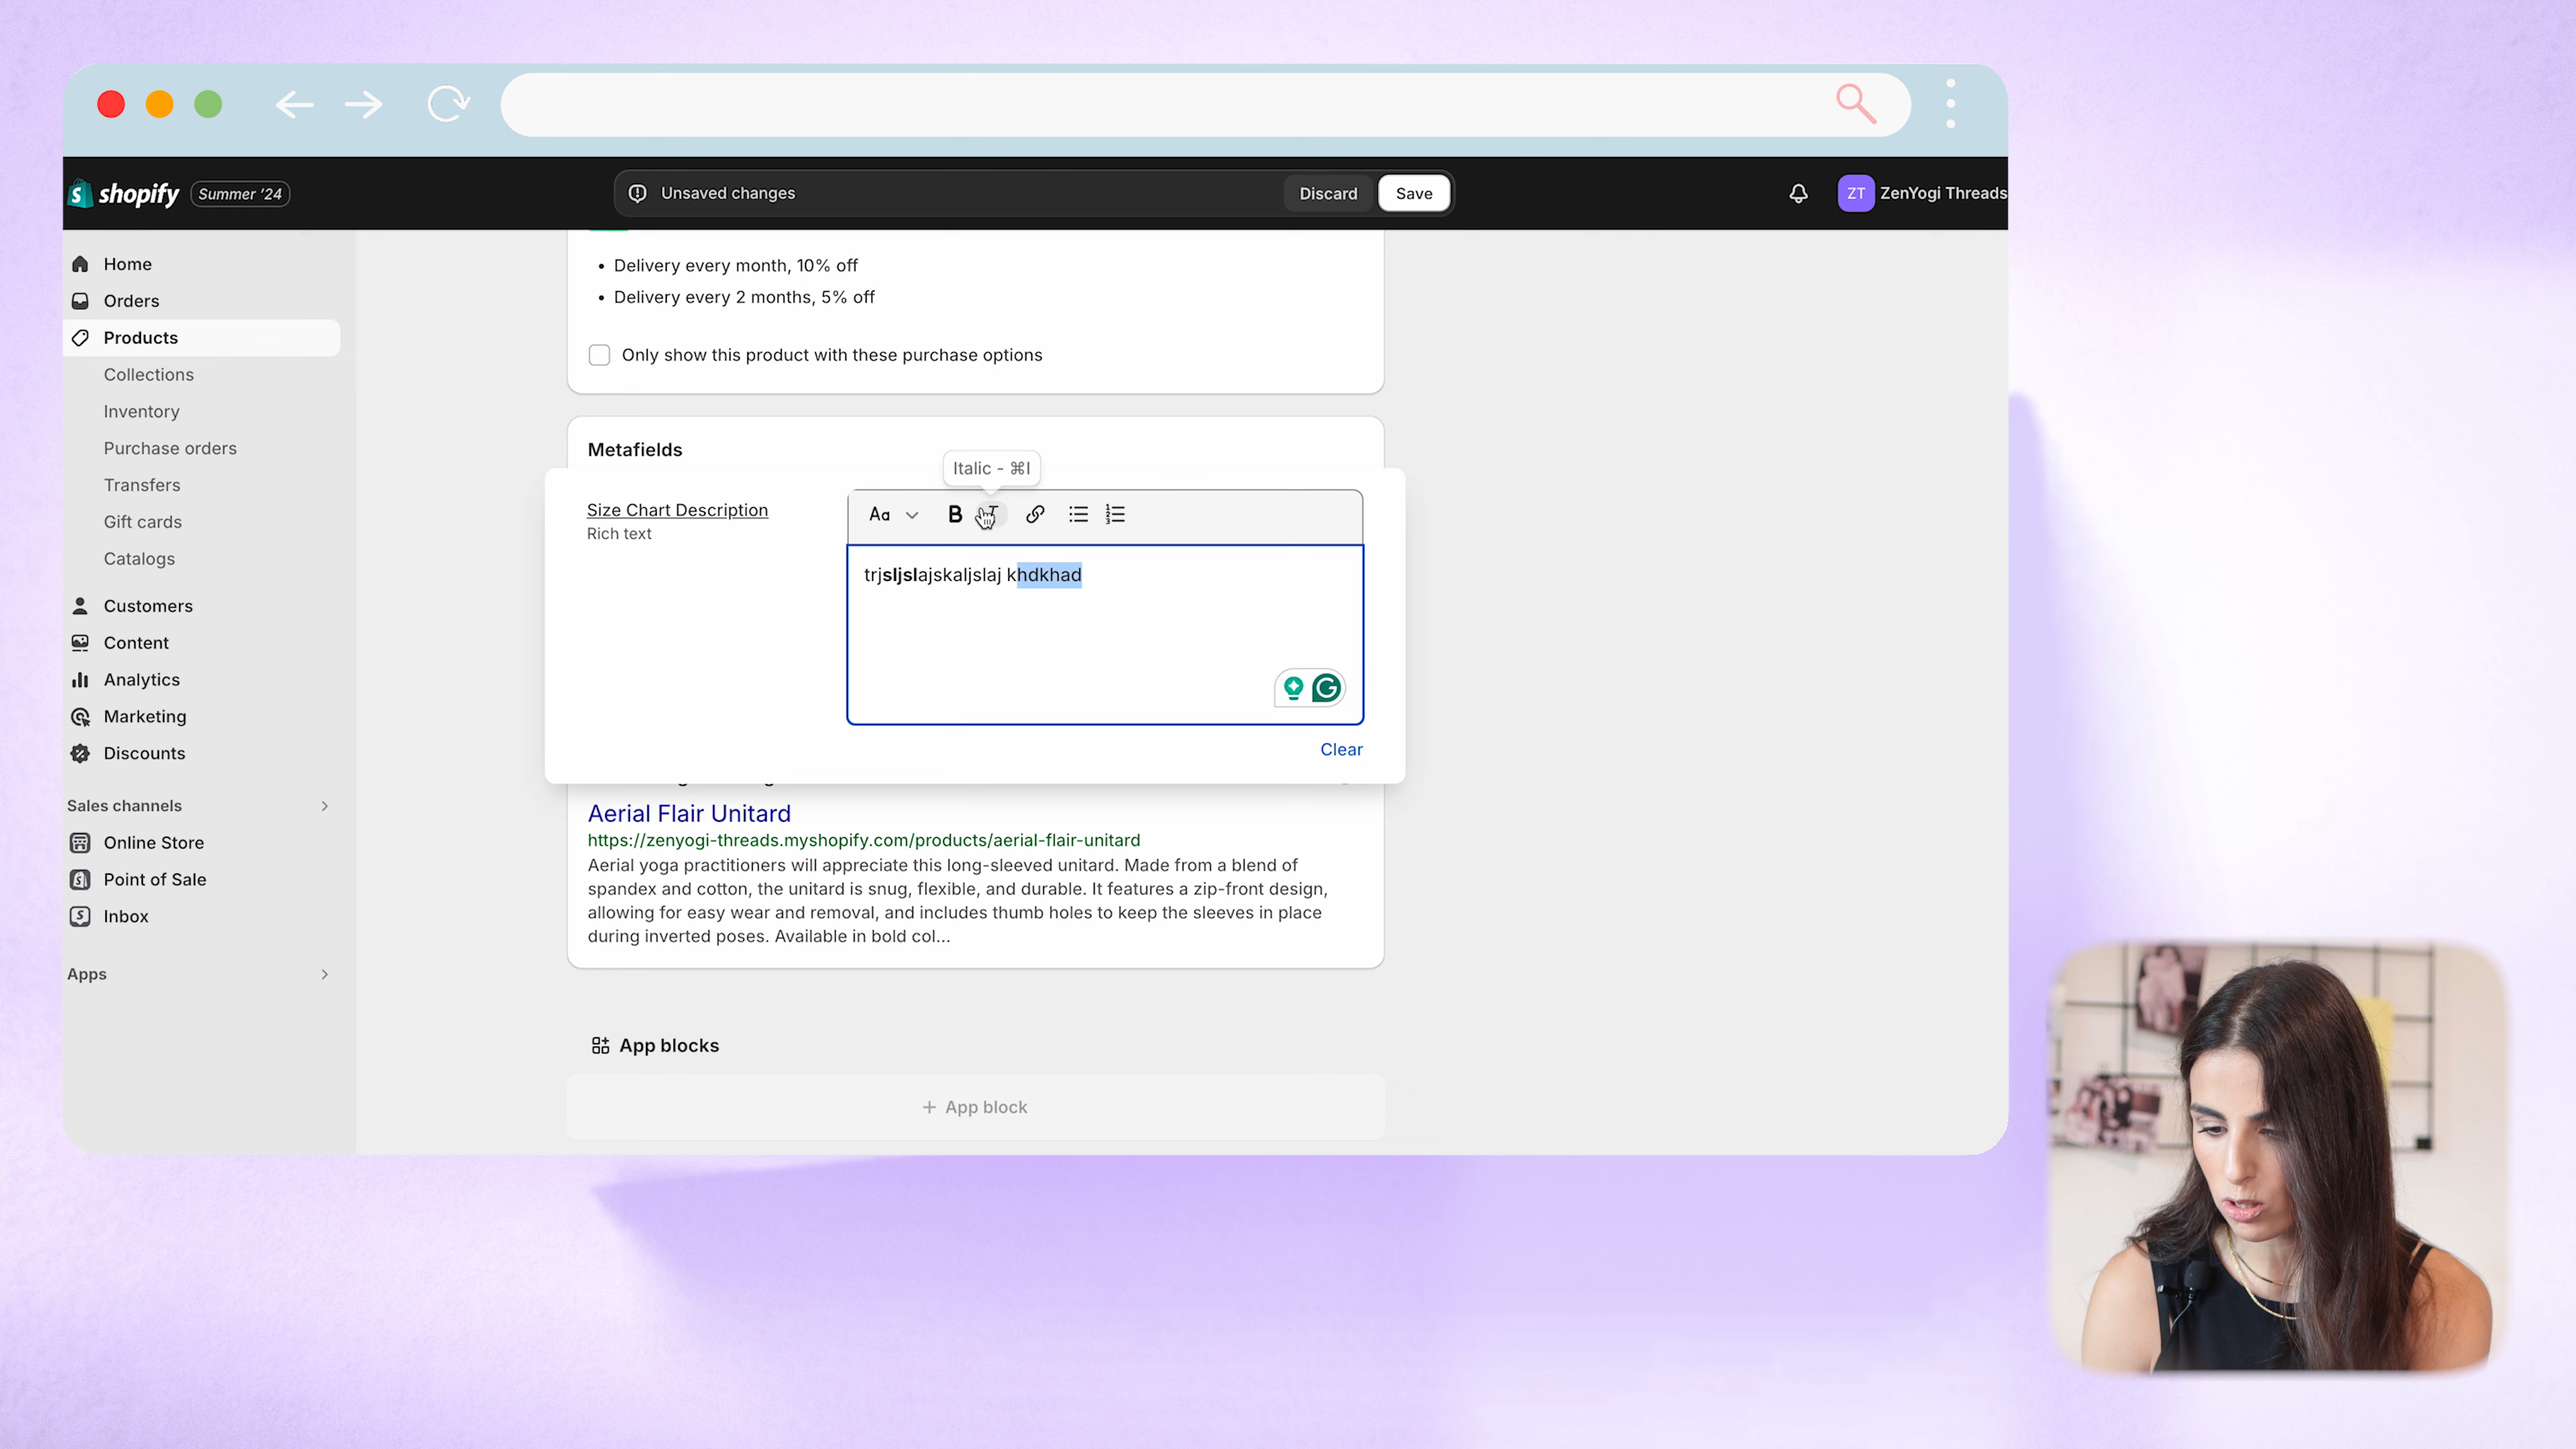 shopify Summer '24 Unsaved changes Discard Save ZT ZenYogi Threads
Home
Orders
Products
Collections
Inventory
Purchase orders
Transfers
Gift cards
Catalogs
Customers
Content
Analytics
Marketing
Discounts
Sales channels
Online Store
Point of Sale
Inbox
Apps
• Delivery every month, 10% off
• Delivery every 2 months, 5% off
Only show this product with these purchase options
Metafields
Italic - ⌘I
Size Chart Description
Rich text
Aa B
trjsljslajskaljslaj khdkhad
Clear
Aerial Flair Unitard
https://zenyogi-threads.myshopify.com/products/aerial-flair-unitard
Aerial yoga practitioners will appreciate this long-sleeved unitard. Made from a blend of
spandex and cotton, the unitard is snug, flexible, and durable. It features a zip-front design,
allowing for easy wear and removal, and includes thumb holes to keep the sleeves in place
during inverted poses. Available in bold col...
App blocks
+ App block